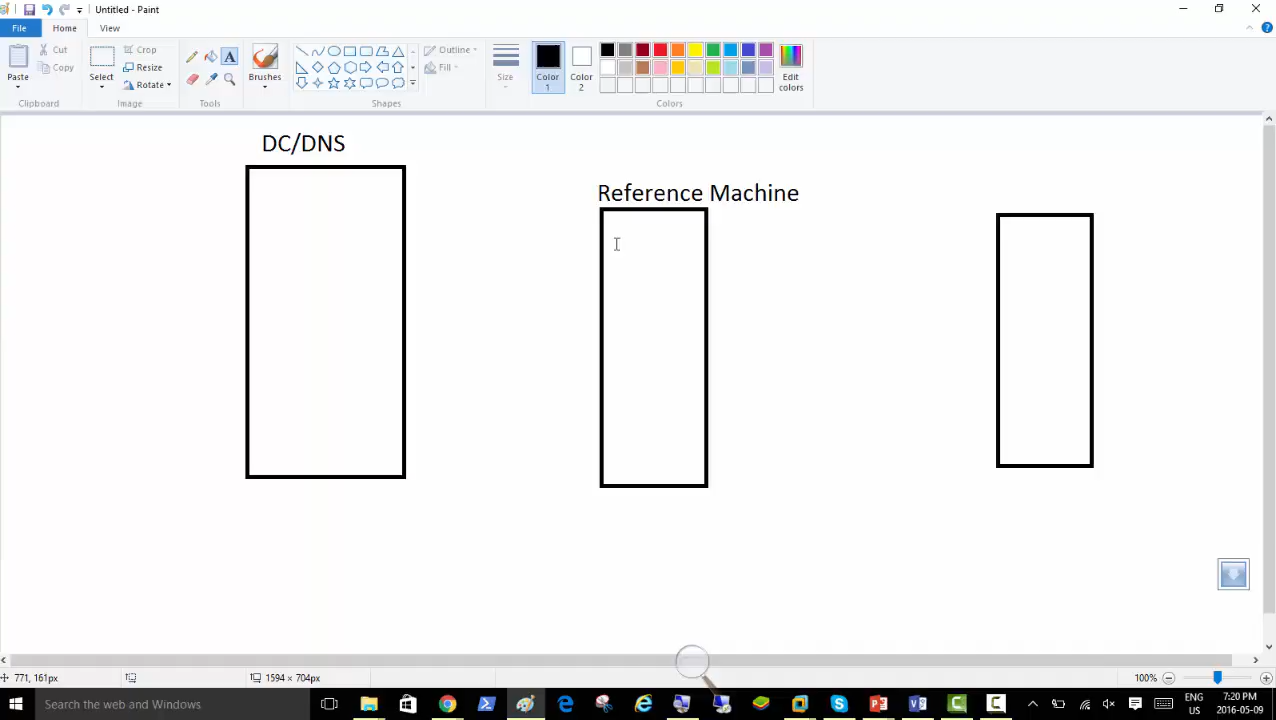 Untitled - Paint
File
Home
View
Paste
Cut
Copy
Clipboard
Select
Crop
Resize
Rotate
Image
A
Tools
Brushes
Shapes
Outline
Fill
Size
Color
1
Color
2
Edit
colors
Colors
DC/DNS
Reference Machine
771, 161px
1594 × 704px
100%
Search the web and Windows
ENG
US
7:20 PM
2016-05-09